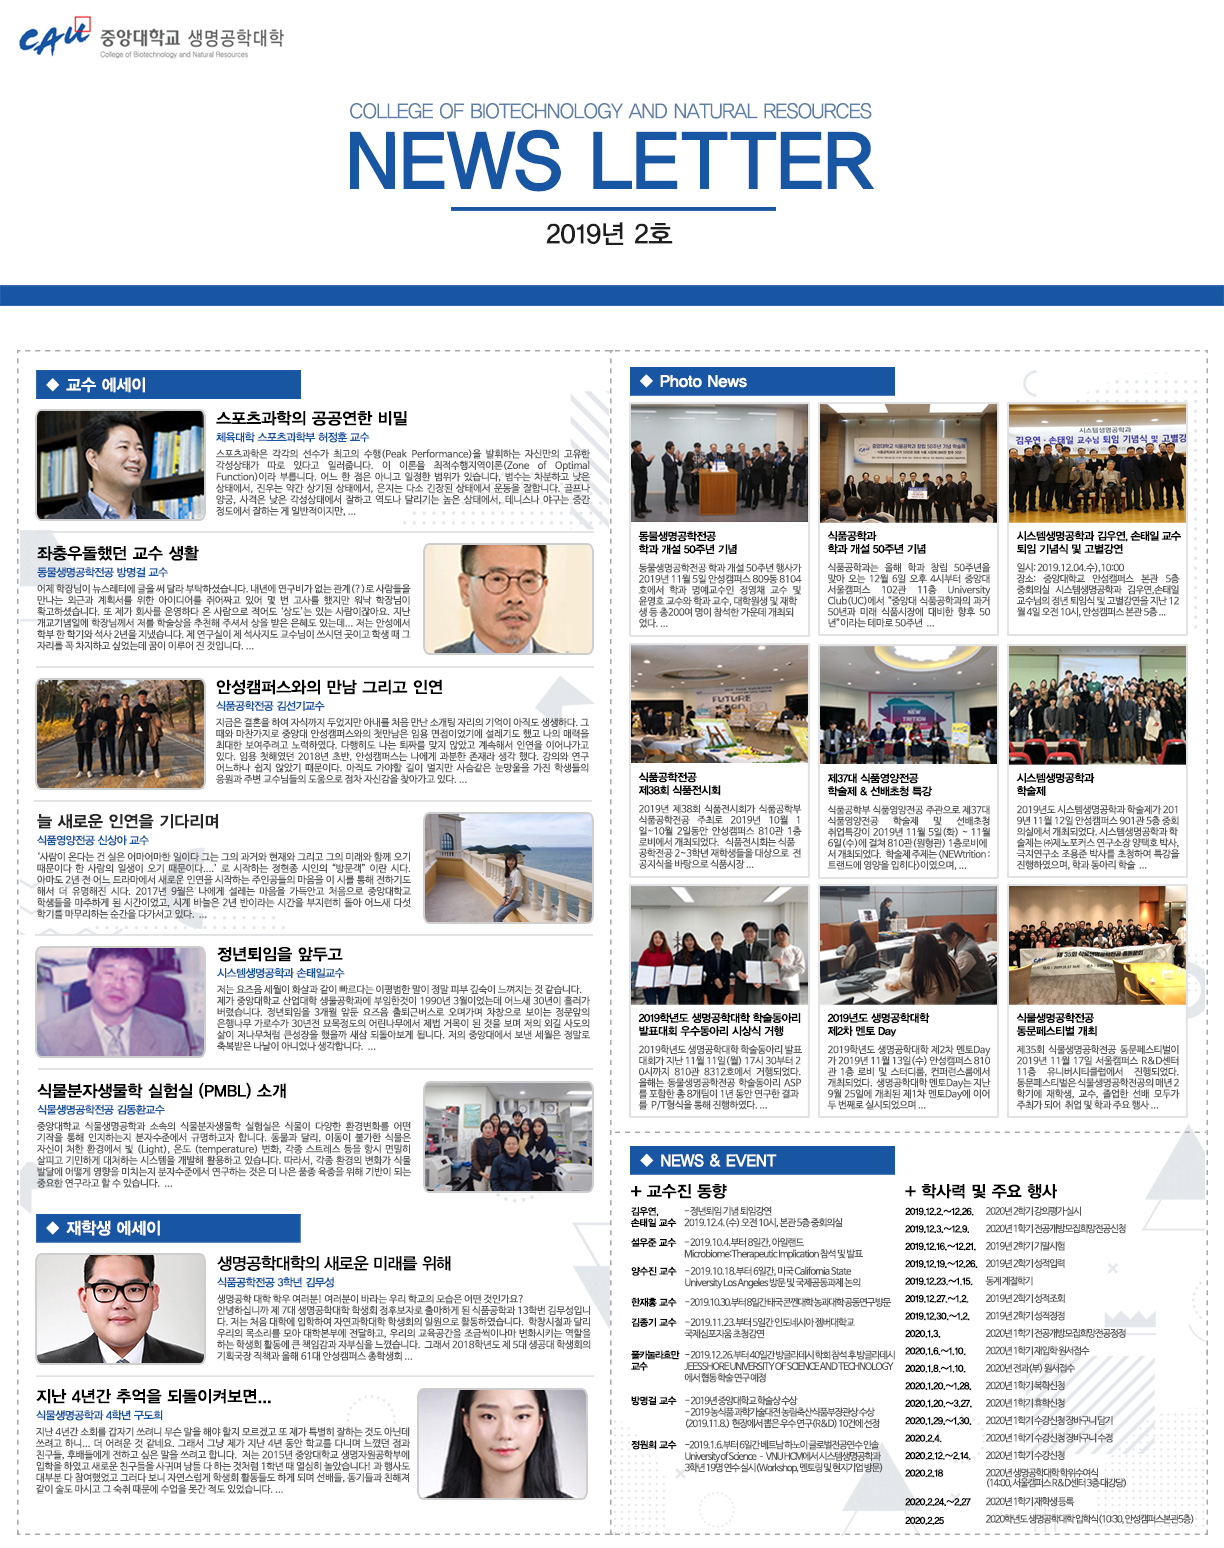 CAU 중앙대학교 생명공학대학
College of Biotechnology and Natural Resources
COLLEGE OF BIOTECHNOLOGY AND NATURAL RESOURCES
NEWS LETTER
2019년 2호
◆ 교수 에세이
스포츠과학의 공공연한 비밀
체육대학 스포츠과학부 허정훈 교수
스포츠과학은 각각의 선수가 최고의 수행(Peak Performance)을 발휘하는 자신만의 고유한
각성상태가 따로 있다고 일러줍니다. 이 이론을 최적수행지역이론(Zone of Optimal
Function)이라 부릅니다. 어느 한 점은 아니고 일정한 범위가 있습니다, 범수는 차분하고 낮은
상태에서, 진우는 약간 상기된 상태에서, 은지는 다소 긴장된 상태에서 운동을 잘합니다. 골프나
양궁, 사격은 낮은 각성상태에서 잘하고 역도나 달리기는 높은 상태에서, 테니스나 야구는 중간
정도에서 잘하는 게 일반적이지만, ...
좌충우돌했던 교수 생활
동물생명공학전공 방명걸 교수
어제 학장님이 뉴스레터에 글을 써 달라 부탁하셨습니다. 내년에 연구비가 없는 관계(?)로 사람들을
만나는 외근과 계획서를 위한 아이디어를 쥐어짜고 있어 몇 번 고사를 했지만 워낙 학장님이
확고하셨습니다. 또 제가 회사를 운영하다 온 사람으로 적어도 '상도'는 있는 사람이잖아요. 지난
개교기념일에 학장님께서 저를 학술상을 추천해 주셔서 상을 받은 은혜도 있는데... 저는 안성에서
학부 한 학기와 석사 2년을 지냈습니다. 제 연구실이 제 석사지도 교수님이 쓰시던 곳이고 학생 때 그
자리를 꼭 차지하고 싶었는데 꿈이 이루어 진 것입니다. ...
안성캠퍼스와의 만남 그리고 인연
식품공학전공 김선기교수
지금은 결혼을 하여 자식까지 두었지만 아내를 처음 만난 소개팅 자리의 기억이 아직도 생생하다. 그
때와 마찬가지로 중앙대 안성캠퍼스와의 첫만남은 임용 면접이었기에 설레기도 했고 나의 매력을
최대한 보여주려고 노력하였다. 다행히도 나는 퇴짜를 맞지 않았고 계속해서 인연을 이어나가고
있다. 임용 첫해였던 2018년 초반, 안성캠퍼스는 나에게 과분한 존재라 생각 했다. 강의와 연구
어느하나 쉽지 않았기 때문이다. 아직도 가야할 길이 멀지만 사슴같은 눈망울을 가진 학생들의
응원과 주변 교수님들의 도움으로 점차 자신감을 찾아가고 있다. ...
늘 새로운 인연을 기다리며
식품영양전공 신상아 교수
'사람이 온다는 건 실은 어마어마한 일이다 그는 그의 과거와 현재와 그리고 그의 미래와 함께 오기
때문이다 한 사람의 일생이 오기 때문이다....' 로 시작하는 정현종 시인의 "방문객" 이란 시다.
아마도 2년 전 어느 드라마에서 새로운 인연을 시작하는 주인공들의 마음을 이 시를 통해 전하기도
해서 더 유명해진 시다. 2017년 9월은 나에게 설레는 마음을 가득안고 처음으로 중앙대학교
학생들을 마주하게 된 시간이었고, 시계 바늘은 2년 반이라는 시간을 부지런히 돌아 어느새 다섯
학기를 마무리하는 순간을 다가서고 있다. ...
정년퇴임을 앞두고
시스템생명공학과 손태일교수
저는 요즈음 세월이 화살과 같이 빠르다는 이평범한 말이 정말 피부 깊숙이 느껴지는 것 같습니다.
제가 중앙대학교 산업대학 생물공학과에 부임한것이 1990년 3월이었는데 어느새 30년이 흘러가
버렸습니다. 정년퇴임을 3개월 앞둔 요즈음 출퇴근버스로 오며가며 차창으로 보이는 정문앞의
은행나무 가로수가 30년전 묘목정도의 어린나무에서 제법 거목이 된 것을 보며 저의 외길 사도의
삶이 저나무처럼 큰성장을 했을까 새삼 되돌아보게 됩니다. 저의 중앙대에서 보낸 세월은 정말로
축복받은 나날이 아니었나 생각합니다. ...
식물분자생물학 실험실 (PMBL) 소개
식물생명공학전공 김동환교수
중앙대학교 식물생명공학과 소속의 식물분자생물학 실험실은 식물이 다양한 환경변화를 어떤
기작을 통해 인지하는지 분자수준에서 규명하고자 합니다. 동물과 달리, 이동이 불가한 식물은
자신이 처한 환경에서 빛 (Light), 온도 (temperature) 변화, 각종 스트레스 등을 항시 면밀히
살피고 기민하게 대처하는 시스템을 개발해 활용하고 있습니다. 따라서, 각종 환경의 변화가 식물
발달에 어떻게 영향을 미치는지 분자수준에서 연구하는 것은 더 나은 품종 육종을 위해 기반이 되는
중요한 연구라고 할 수 있습니다. ...
◆ 재학생 에세이
생명공학대학의 새로운 미래를 위해
식품공학전공 3학년 김무성
생명공학 대학 학우 여러분! 여러분이 바라는 우리 학교의 모습은 어떤 것인가요?
안녕하십니까 제 7대 생명공학대학 학생회 정후보자로 출마하게 된 식품공학과 13학번 김무성입니
다. 저는 처음 대학에 입학하여 자연과학대학 학생회의 일원으로 활동하였습니다. 학창시절과 달리
우리의 목소리를 모아 대학본부에 전달하고, 우리의 교육공간을 조금씩이나마 변화시키는 역할을
하는 학생회 활동에 큰 책임감과 자부심을 느꼈습니다. 그래서 2018학년도 제 5대 생공대 학생회의
기획국장 직책과 올해 61대 안성캠퍼스 총학생회 ...
지난 4년간 추억을 되돌이켜보면...
식물생명공학과 4학년 구도희
지난 4년간 소회를 갑자기 쓰려니 무슨 말을 해야 할지 모르겠고 또 제가 특별히 잘하는 것도 아닌데
쓰려고 하니... 더 어려운 것 같네요. 그래서 그냥 제가 지난 4년 동안 학교를 다니며 느꼈던 점과
친구들, 후배들에게 전하고 싶은 말을 쓰려고 합니다. 저는 2015년 중앙대학교 생명자원공학부에
입학을 하였고 새로운 친구들을 사귀며 남들 다 하는 것처럼 1학년 때 열심히 놀았습니다! 과 행사도
대부분 다 참여했었고 그러다 보니 자연스럽게 학생회 활동들도 하게 되며 선배들, 동기들과 친해져
같이 술도 마시고 그 숙취 때문에 수업을 못간 적도 있었습니다. ...
◆ Photo News
시스템생명공학과
김우연 · 손태일 교수님 퇴임 기념식 및 고별강
동물생명공학전공
학과 개설 50주년 기념
동물생명공학전공 학과 개설 50주년 행사가
2019년 11월 5일 안성캠퍼스 809동 8104
호에서 학과 명예교수인 정영채 교수 및
윤영호 교수와 학과 교수, 대학원생 및 재학
생 등 총200여 명이 참석한 가운데 개최되
었다. ...
식품공학과
학과 개설 50주년 기념
식품공학과는 올해 학과 창립 50주년을
맞아 오는 12월 6일 오후 4시부터 중앙대
서울캠퍼스 102관 11층 University
Club(UC)에서 "중앙대 식품공학과의 과거
50년과 미래 식품시장에 대비한 향후 50
년"이라는 테마로 50주년 ...
시스템생명공학과 김우연, 손태일 교수
퇴임 기념식 및 고별강연
일시: 2019.12.04.수),10:00
장소: 중앙대학교 안성캠퍼스 본관 5층
중회의실 시스템생명공학과 김우연,손태일
교수님의 정년 퇴임식 및 고별강연을 지난 12
월 4일 오전 10시, 안성캠퍼스 본관 5층 ...
FUTURE
NEW
TRITION
식품공학전공
제38회 식품전시회
2019년 제38회 식품전시회가 식품공학부
식품공학전공 주최로 2019년 10월 1
일~10월 2일동안 안성캠퍼스 810관 1층
로비에서 개최되었다. 식품전시회는 식품
공학전공 2~3학년 재학생들을 대상으로 전
공지식을 바탕으로 식품시장 ...
제37대 식품영양전공
학술제 & 선배초청 특강
식품공학부 식품영양전공 주관으로 제37대
식품영양전공 학술제 및 선배초청
취업특강이 2019년 11월 5일(화) ~ 11월
6일(수)에 걸쳐 810관(원형관) 1층로비에
서 개최되었다. 학술제 주제는 〈NEWtrition :
트렌드에 영양을 입히다〉이었으며, ...
시스템생명공학과
학술제
2019년도 시스템생명공학과 학술제가 201
9년 11월 12일 안성캠퍼스 901관 5층 중회
의실에서 개최되었다. 시스템생명공학과 학
술제는 ㈜제노포커스 연구소장 양택호 박사,
극지연구소 조용준 박사를 초청하여 특강을
진행하였으며, 학과 동아리 학술 ...
제 35회 식물생명공학전공 동문페스티벌
2019학년도 생명공학대학 학술동아리
발표대회 우수동아리 시상식 거행
2019학년도 생명공학대학 학술동아리 발표
대회가 지난 11월 11일(월) 17시 30부터 2
0시까지 810관 8312호에서 거행되었다.
올해는 동물생명공학전공 학술동아리 ASP
를 포함한 총 8개팀이 1년 동안 연구한 결과
를 P/T형식을 통해 진행하였다. ...
2019년도 생명공학대학
제2차 멘토 Day
2019학년도 생명공학대학 제2차 멘토Day
가 2019년 11월 13일(수) 안성캠퍼스 810
관 1층 로비 및 스터디룸, 컨퍼런스룸에서
개최되었다. 생명공학대학 멘토Day는 지난
9월 25일에 개최된 제1차 멘토Day에 이어
두 번째로 실시되었으며 ...
식물생명공학전공
동문페스티벌 개최
제35회 식물생명공학전공 동문페스티벌이
2019년 11월 17일 서울캠퍼스 R&D센터
11층 유니버시티클럽에서 진행되었다.
동문페스티벌은 식물생명공학전공의 매년 2
학기에 재학생, 교수, 졸업한 선배 모두가
주최가 되어 취업 및 학과 주요 행사 ...
◆ NEWS & EVENT
+ 교수진 동향
김우연, 손태일 교수 - 정년퇴임 기념 퇴임강연
2019.12.4.(수) 오전 10시, 본관 5층 중회의실
설우준 교수 - 2019.10.4.부터 8일간, 아일랜드
Microbiome:Therapeutic Implication 참석 및 발표
양수진 교수 - 2019.10.18.부터 6일간, 미국 California State
University Los Angeles 방문 및 국제공동과제 논의
한재홍 교수 - 2019.10.30.부터 8일간 태국 콘깬대학 농과대학 공동연구 방문
김종기 교수 - 2019.11.23.부터 5일간 인도네시아 젬버대학교
국제심포지움 초청강연
물카놀라흐만 교수 - 2019.12.26.부터 40일간 방글라데시 학회 참석 후 방글라데시
JEESSHORE UNIVERSITY OF SCIENCE AND TECHNOLOGY
에서 협동 학술 연구 예정
방명걸 교수 - 2019년 중앙대학교 학술상 수상
- 2019 농식품 과학기술대전 농림축산식품부장관상 수상
(2019.11.8.) 현장에서 뽑은 우수 연구(R&D) 10건에 선정
정원희 교수 -2019.1.6.부터 6일간 베트남 하노이 글로벌전공연수 인솔
University of Science - VNU HCM에서 시스템생명공학과
3학년 19명 연수 실시 (Workshop, 멘토링 및 현지기업 방문)
+ 학사력 및 주요 행사
2019.12.2.~12.26. 2020년 2학기 강의평가 실시
2019.12.3.~12.9. 2020년 1학기 전공개방모집희망전공신청
2019.12.16.~12.21. 2019년 2학기 기말시험
2019.12.19.~12.26. 2019년 2학기 성적입력
2019.12.23.~1.15. 동계 계절학기
2019.12.27.~1.2. 2019년 2학기 성적조회
2019.12.30.~1.2. 2019년 2학기 성적정정
2020.1.3. 2020년 1학기 전공개방모집희망전공정정
2020.1.6.~1.10. 2020년 1학기 재입학 원서접수
2020.1.8.~1.10. 2020년 전과(부) 원서접수
2020.1.20.~1.28. 2020년 1학기 복학신청
2020.1.20.~3.27. 2020년 1학기 휴학신청
2020.1.29.~1.30. 2020년 1학기 수강신청 장바구니 담기
2020.2.4. 2020년 1학기 수강신청 장바구니 수정
2020.2.12.~2.14. 2020년 1학기 수강신청
2020.2.18 2020년 생명공학대학 학위수여식
(14:00, 서울캠퍼스 R&D센터 3층 대강당)
2020.2.24.~2.27 2020년 1학기 재학생 등록
2020.2.25 2020학년도 생명공학대학 입학식(10:30, 안성캠퍼스본관5층)